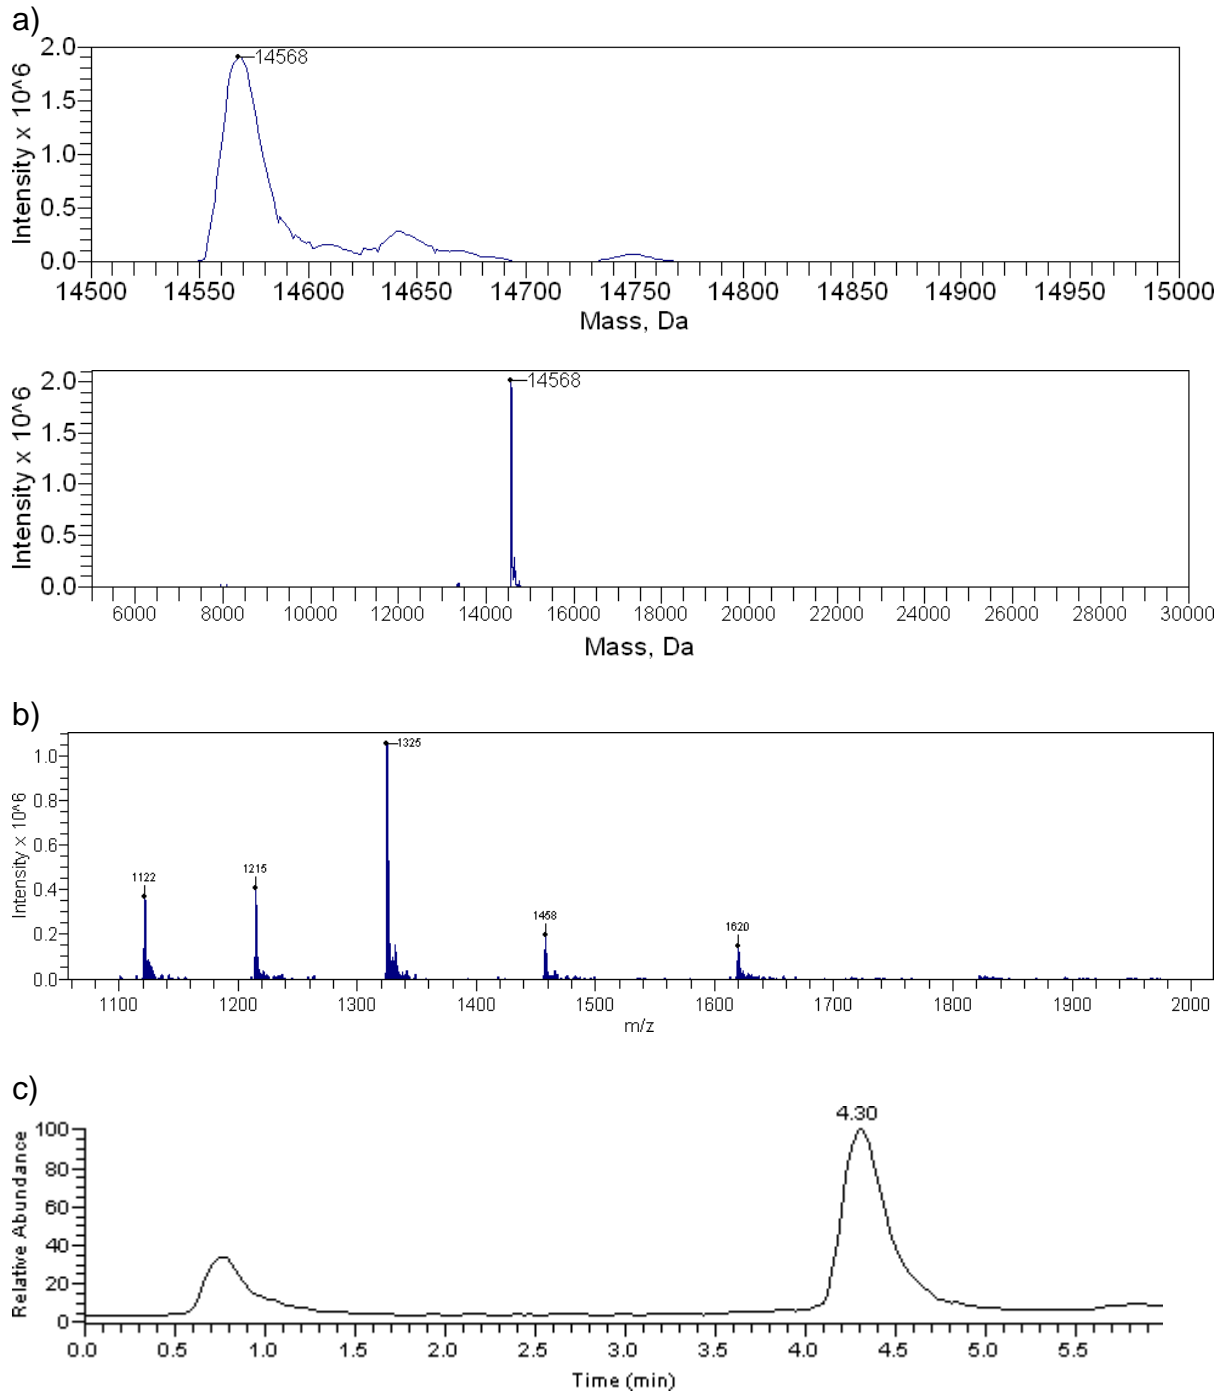 a)
Intensity x 10^6
2.0
1.5
1.0
0.5
0.0
14568
14500 14550 14600 14650 14700 14750 14800 14850 14900 14950 15000
Mass, Da
Intensity x 10^6
2.0
1.5
1.0
0.5
0.0
14568
6000 8000 10000 12000 14000 16000 18000 20000 22000 24000 26000 28000 30000
Mass, Da
b)
Intensity x 10^6
1.0
0.8
0.6
0.4
0.2
0.0
1122
1215
1325
1458
1620
1100 1200 1300 1400 1500 1600 1700 1800 1900 2000
m/z
c)
Relative Abundance
100
80
60
40
20
0
4.30
0.0 0.5 1.0 1.5 2.0 2.5 3.0 3.5 4.0 4.5 5.0 5.5
Time (min)